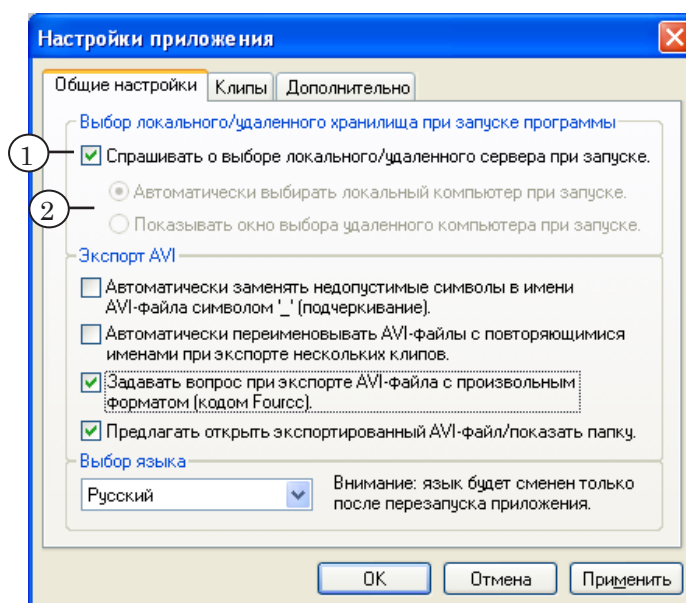 Настройки приложения
Общие настройки
Клипы
Дополнительно
Выбор локального/удаленного хранилища при запуске программы
1
Спрашивать о выборе локального/удаленного сервера при запуске.
Автоматически выбирать локальный компьютер при запуске.
2
Показывать окно выбора удаленного компьютера при запуске.
Экспорт AVI
Автоматически заменять недопустимые символы в имени
AVI-файла символом '_' (подчеркивание).
Автоматически переименовывать AVI-файлы с повторяющимися
именами при экспорте нескольких клипов.
Задавать вопрос при экспорте AVI-файла с произвольным
форматом (кодом Fourcc).
Предлагать открыть экспортированный AVI-файл/показать папку.
Выбор языка
Русский
Внимание: язык будет сменен только
после перезапуска приложения.
OK
Отмена
Применить